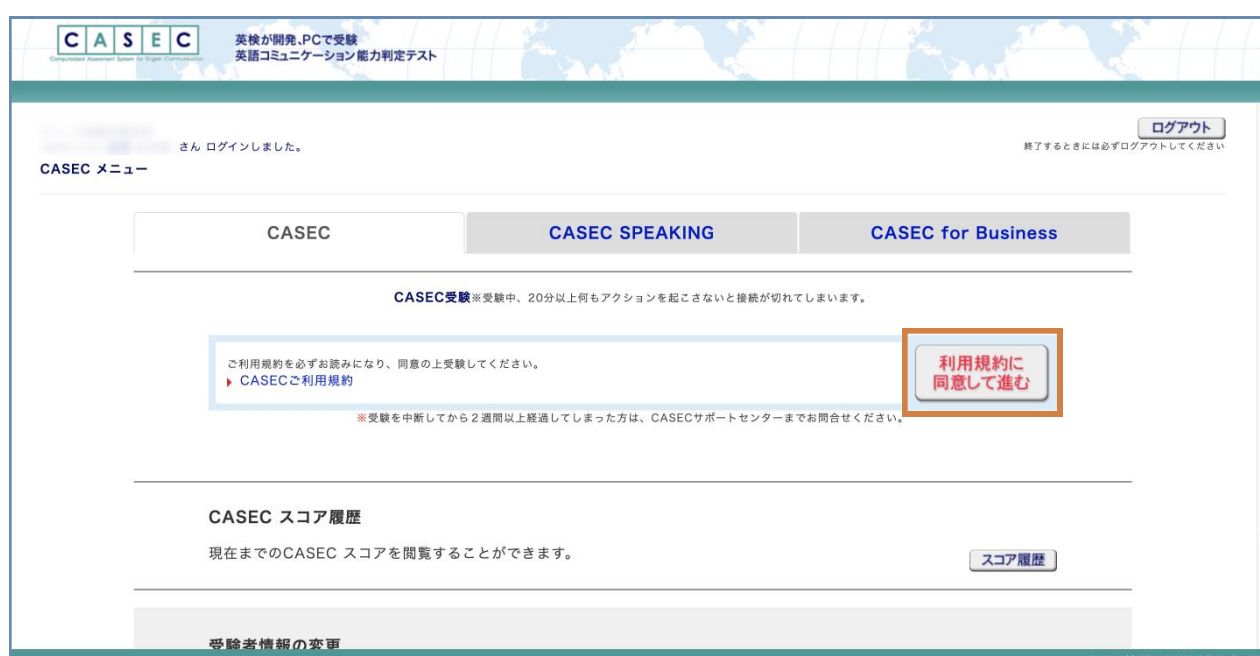 CASEC
Computerized Assessment System for English Communication
英検が開発、PCで受験
英語コミュニケーション能力判定テスト
さん ログインしました。
ログアウト
終了するときには必ずログアウトしてください
CASEC メニュー
CASEC
CASEC SPEAKING
CASEC for Business
CASEC受験※受験中、20分以上何もアクションを起こさないと接続が切れてしまいます。
ご利用規約を必ずお読みになり、同意の上受験してください。
CASECご利用規約
利用規約に
同意して進む
※受験を中断してから2週間以上経過してしまった方は、CASECサポートセンターまでお問合せください。
CASEC スコア履歴
現在までのCASEC スコアを閲覧することができます。
スコア履歴
受験者情報の変更